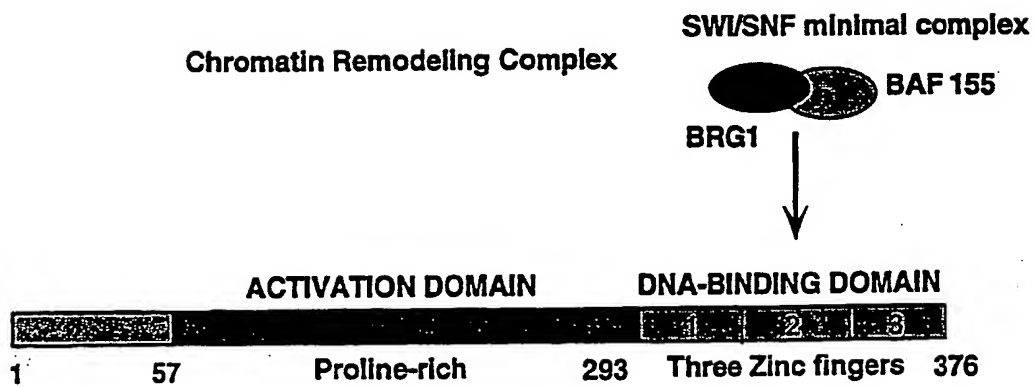 SWI/SNF minimal complex
Chromatin Remodeling Complex
BAF 155
BRG1
ACTIVATION DOMAIN DNA-BINDING DOMAIN
1 2 3
1 57 Proline-rich 293 Three Zinc fingers 376